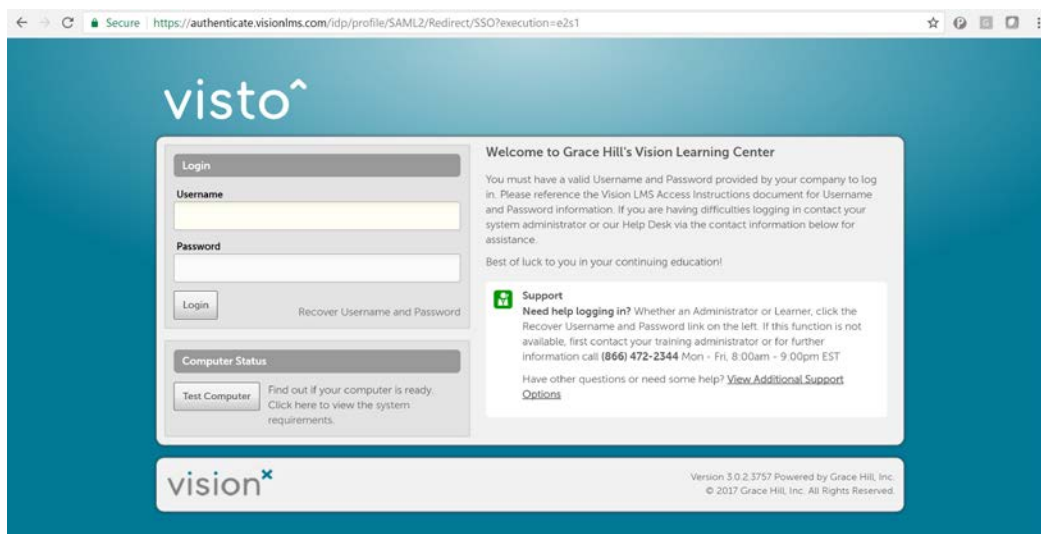 Secure https://authenticate.visionlms.com/idp/profile/SAML2/Redirect/SSO?execution=e2s1
visto^
Login
Username
Password
Login
Recover Username and Password
Computer Status
Test Computer
Find out if your computer is ready.
Click here to view the system
requirements.
Welcome to Grace Hill's Vision Learning Center
You must have a valid Username and Password provided by your company to log
in. Please reference the Vision LMS Access Instructions document for Username
and Password information. If you are having difficulties logging in contact your
system administrator or our Help Desk via the contact information below for
assistance.
Best of luck to you in your continuing education!
Support
Need help logging in? Whether an Administrator or Learner, click the
Recover Username and Password link on the left. If this function is not
available, first contact your training administrator or for further
information call (866) 472-2344 Mon - Fri, 8:00am - 9:00pm EST
Have other questions or need some help? View Additional Support
Options
visionx
Version 3.0.2.3757 Powered by Grace Hill, Inc.
© 2017 Grace Hill, Inc. All Rights Reserved.